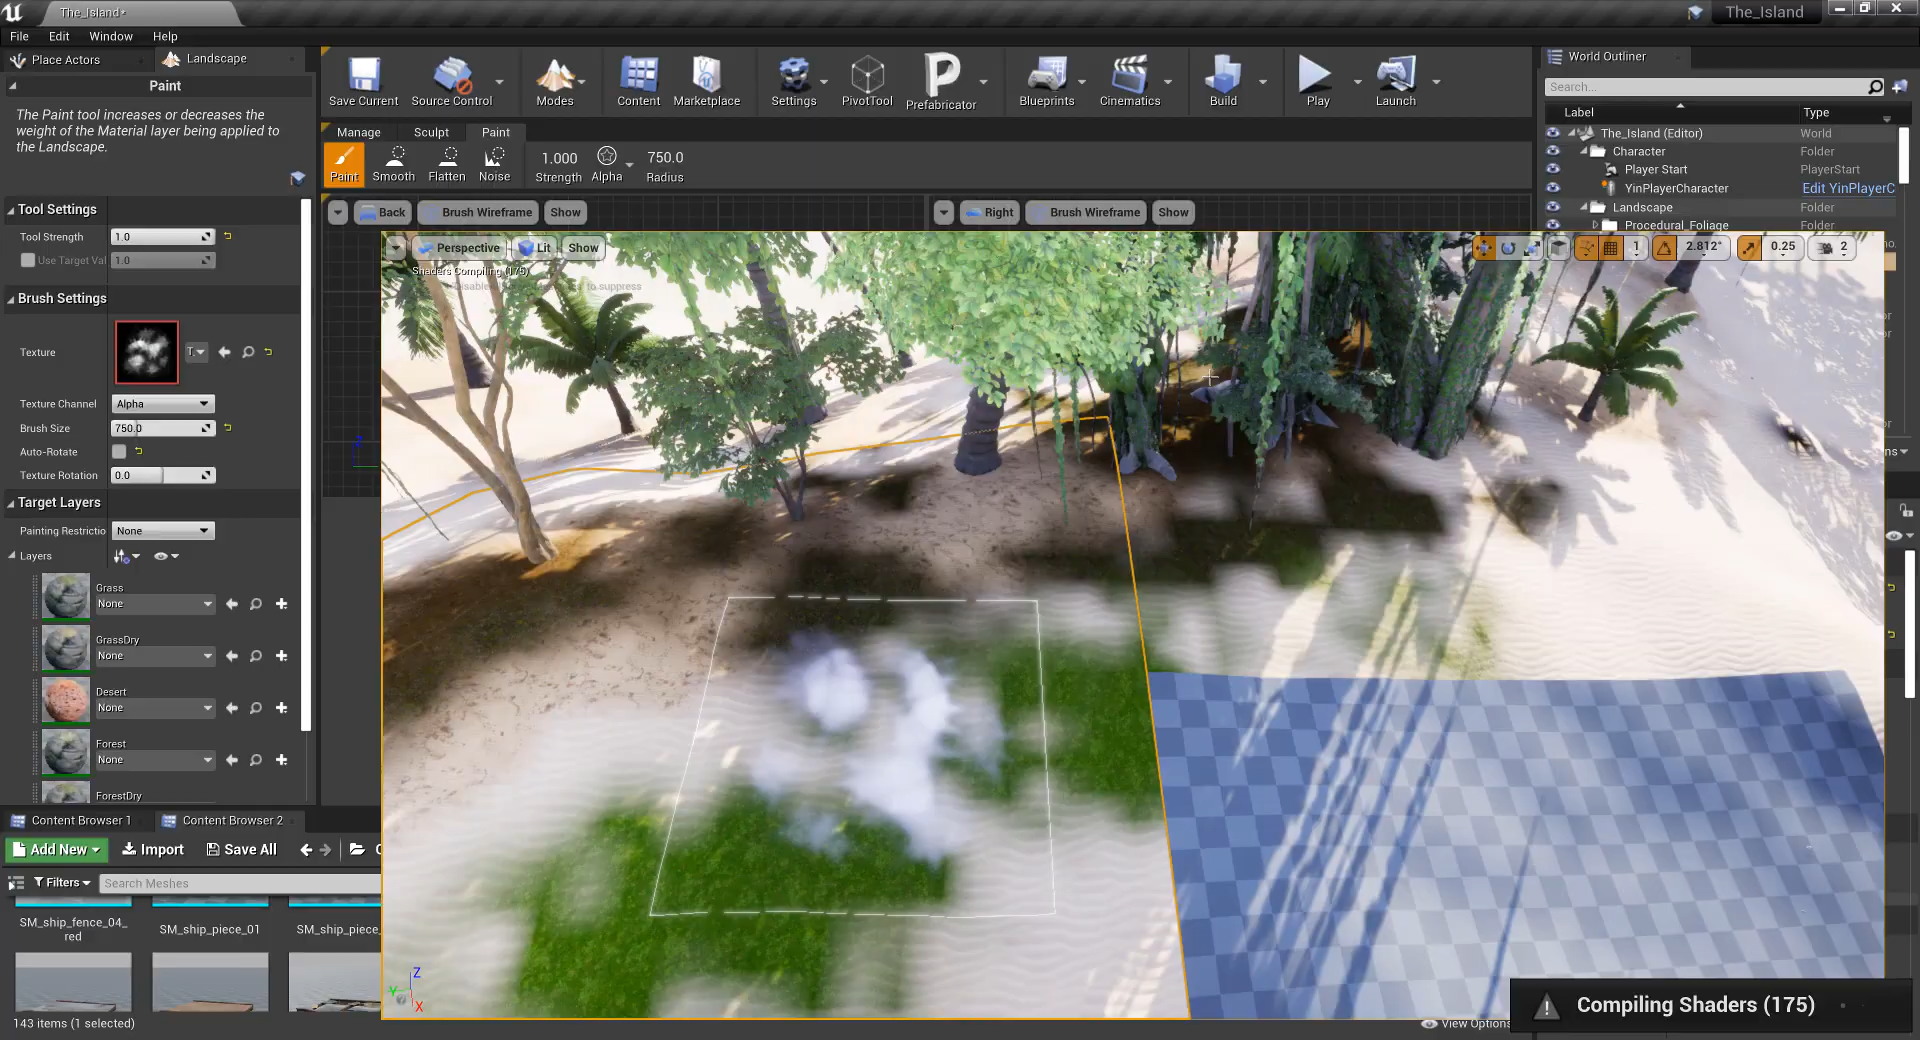 The_Island*
The_Island
File Edit Window Help
Place Actors
Landscape
World Outliner
Paint
The Paint tool increases or decreases the
weight of the Material layer being applied to
the Landscape.
Save Current
Source Control
Modes
Content
Marketplace
Settings
PivotTool
Prefabricator
Blueprints
Cinematics
Build
Play
Launch
Search...
Label Type
The_Island (Editor) World
Character Folder
Player Start PlayerStart
YinPlayerCharacter Edit YinPlayerC
Landscape Folder
Procedural_Foliage Folder
Manage Sculpt Paint
Paint
Smooth
Flatten
Noise
1.000
Strength
Alpha
750.0
Radius
Back Brush Wireframe Show
Right Brush Wireframe Show
Perspective Lit Show
1 2.812° 0.25 2
Shaders Compiling (175)
to suppress
Tool Settings
Tool Strength 1.0
Use Target Val 1.0
Brush Settings
Texture
T.
Texture Channel Alpha
Brush Size 750.0
Auto-Rotate
Texture Rotation 0.0
Target Layers
Painting Restrictio None
Layers
Grass
None
GrassDry
None
Desert
None
Forest
None
ForestDry
Content Browser 1
Content Browser 2
Add New Import Save All
Filters Search Meshes
SM_ship_fence_04_
red
SM_ship_piece_01
SM_ship_piece_
143 items (1 selected)
Z
Y
X
View Options
Compiling Shaders (175)